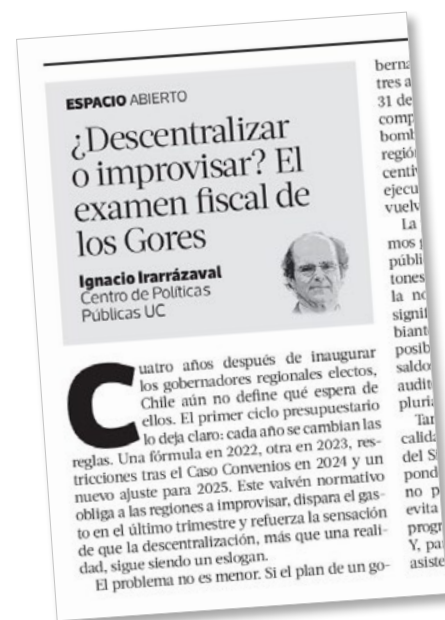 ESPACIO ABIERTO
¿Descentralizar
o improvisar? El
examen fiscal de
los Gores
Ignacio Irarrázaval
Centro de Políticas
Públicas UC
Cuatro años después de inaugurar
los gobernadores regionales electos,
Chile aún no define qué espera de
ellos. El primer ciclo presupuestario
lo deja claro: cada año se cambian las
reglas. Una fórmula en 2022, otra en 2023, res-
tricciones tras el Caso Convenios en 2024 y un
nuevo ajuste para 2025. Este vaivén normativo
obliga a las regiones a improvisar, dispara el gas-
to en el último trimestre y refuerza la sensación
de que la descentralización, más que una reali-
dad, sigue siendo un eslogan.
El problema no es menor. Si el plan de un go-
berna
tres a
31 de
comp
bomb
regió
centiv
ejecu
vuelv
La
mos
públi
tones
la no
signif
biant
posib
saldo
audit
pluria
Tar
calida
del S
pond
no p
evita
progr
Y, pa
asiste